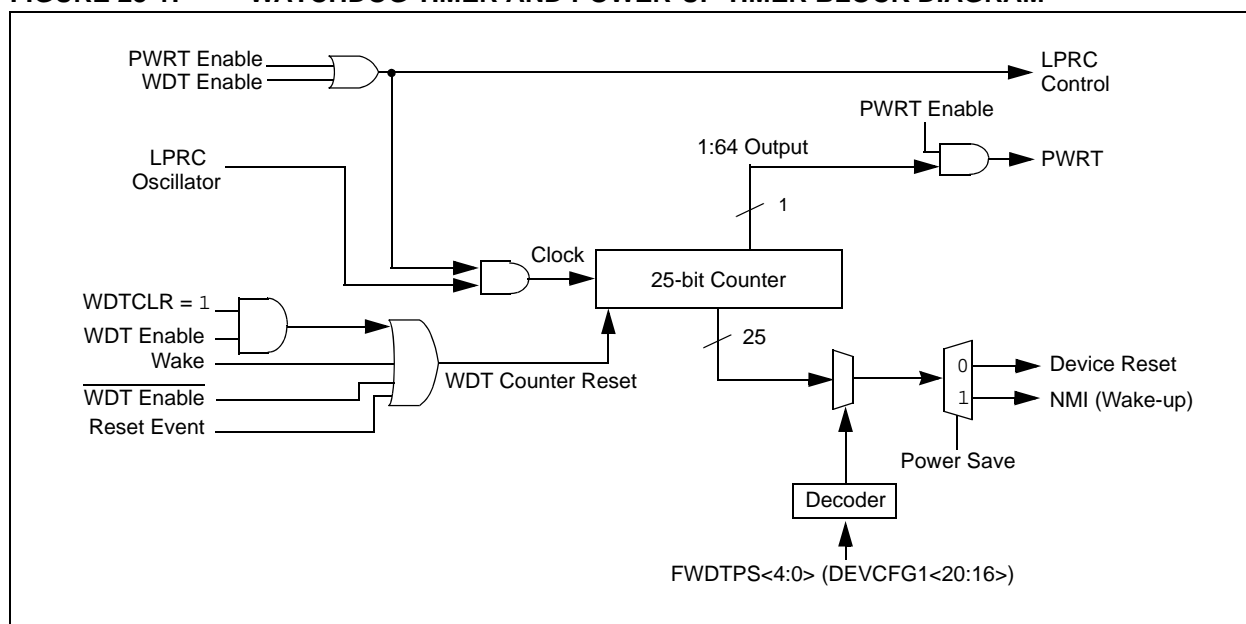 PWRT Enable
WDT Enable
LPRC
Control
PWRT Enable
1:64 Output
PWRT
LPRC
Oscillator
1
Clock
25-bit Counter
WDTCLR = 1
WDT Enable
Wake
WDT Enable
Reset Event
WDT Counter Reset
25
0
1
Device Reset
NMI (Wake-up)
Power Save
Decoder
FWDTPS<4:0> (DEVCFG1<20:16>)